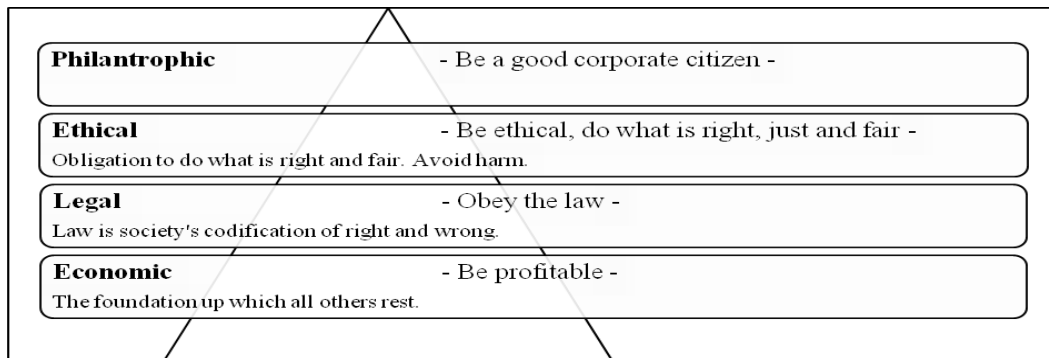 Philantrophic - Be a good corporate citizen -
Ethical - Be ethical, do what is right, just and fair -
Obligation to do what is right and fair. Avoid harm.
Legal - Obey the law -
Law is society's codification of right and wrong.
Economic - Be profitable -
The foundation up which all others rest.